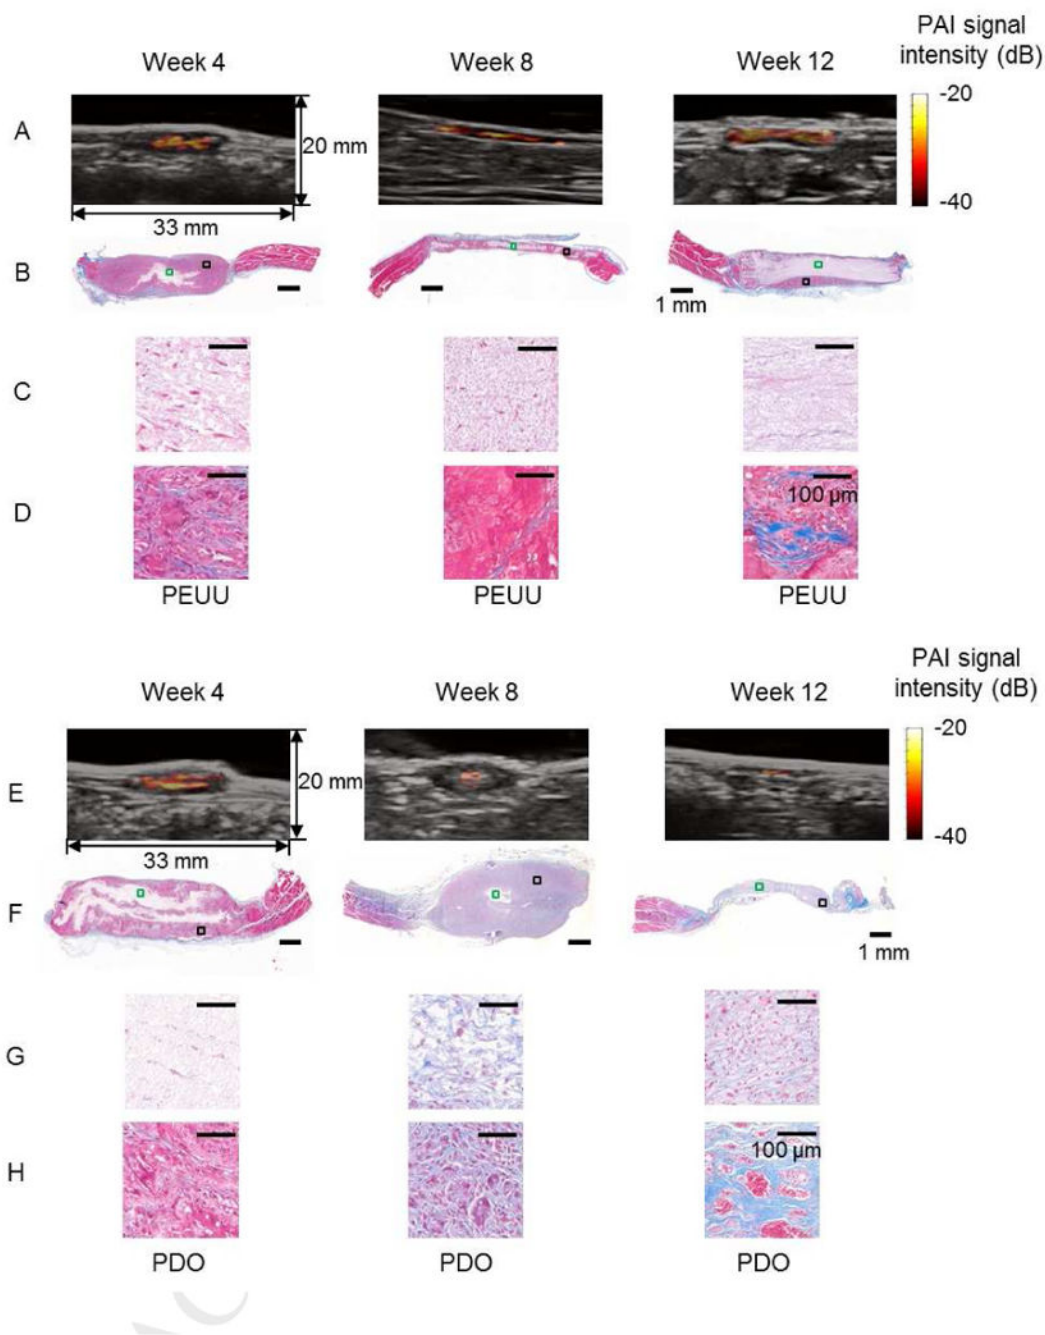 PAI signal
intensity (dB)
Week 4
Week 8
Week 12
-20
-40
A
20 mm
33 mm
B
1 mm
C
D
100 µm
PEUU
PEUU
PEUU
PAI signal
intensity (dB)
Week 4
Week 8
Week 12
-20
-40
E
20 mm
33 mm
F
1 mm
G
H
100 µm
PDO
PDO
PDO